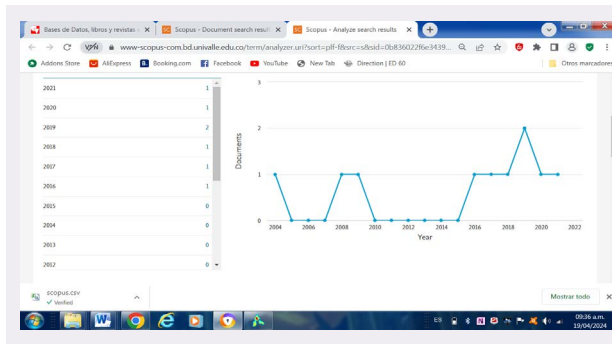 Bases de Datos, libros y revistas
Scopus - Document search result
Scopus - Analyze search results
VPN www-scopus-com.bd.univalle.edu.co/term/analyzer.uri?sort=plf-f&src=s&sid=0b836022f6e3439...
Addons Store AliExpress Booking.com Facebook YouTube New Tab Direction | ED 60 Otros marcadores
2021 1
2020 1
2019 2
2018 1
2017 1
2016 1
2015 0
2014 0
2013 0
2012 0
3
2
1
0
Documents
2004 2006 2008 2010 2012 2014 2016 2018 2020 2022
Year
scopus.csv
Verified
Mostrar todo
ES 09:36 a.m.
19/04/2024